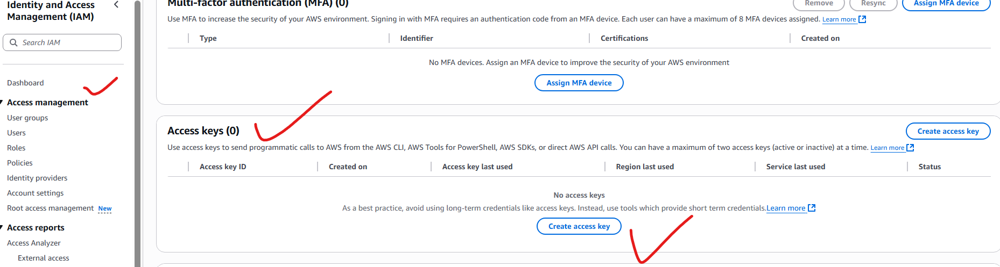 Identity and Access
Management (IAM)
Search IAM
Dashboard
Access management
User groups
Users
Roles
Policies
Identity providers
Account settings
Root access management New
Access reports
Access Analyzer
External access
Multi-factor authentication (MFA) (0)
Remove
Resync
Assign MFA device
Use MFA to increase the security of your AWS environment. Signing in with MFA requires an authentication code from an MFA device. Each user can have a maximum of 8 MFA devices assigned. Learn more
Type Identifier Certifications Created on
No MFA devices. Assign an MFA device to improve the security of your AWS environment
Assign MFA device
Access keys (0)
Create access key
Use access keys to send programmatic calls to AWS from the AWS CLI, AWS Tools for PowerShell, AWS SDKs, or direct AWS API calls. You can have a maximum of two access keys (active or inactive) at a time. Learn more
Access key ID Created on Access key last used Region last used Service last used Status
No access keys
As a best practice, avoid using long-term credentials like access keys. Instead, use tools which provide short term credentials.Learn more
Create access key